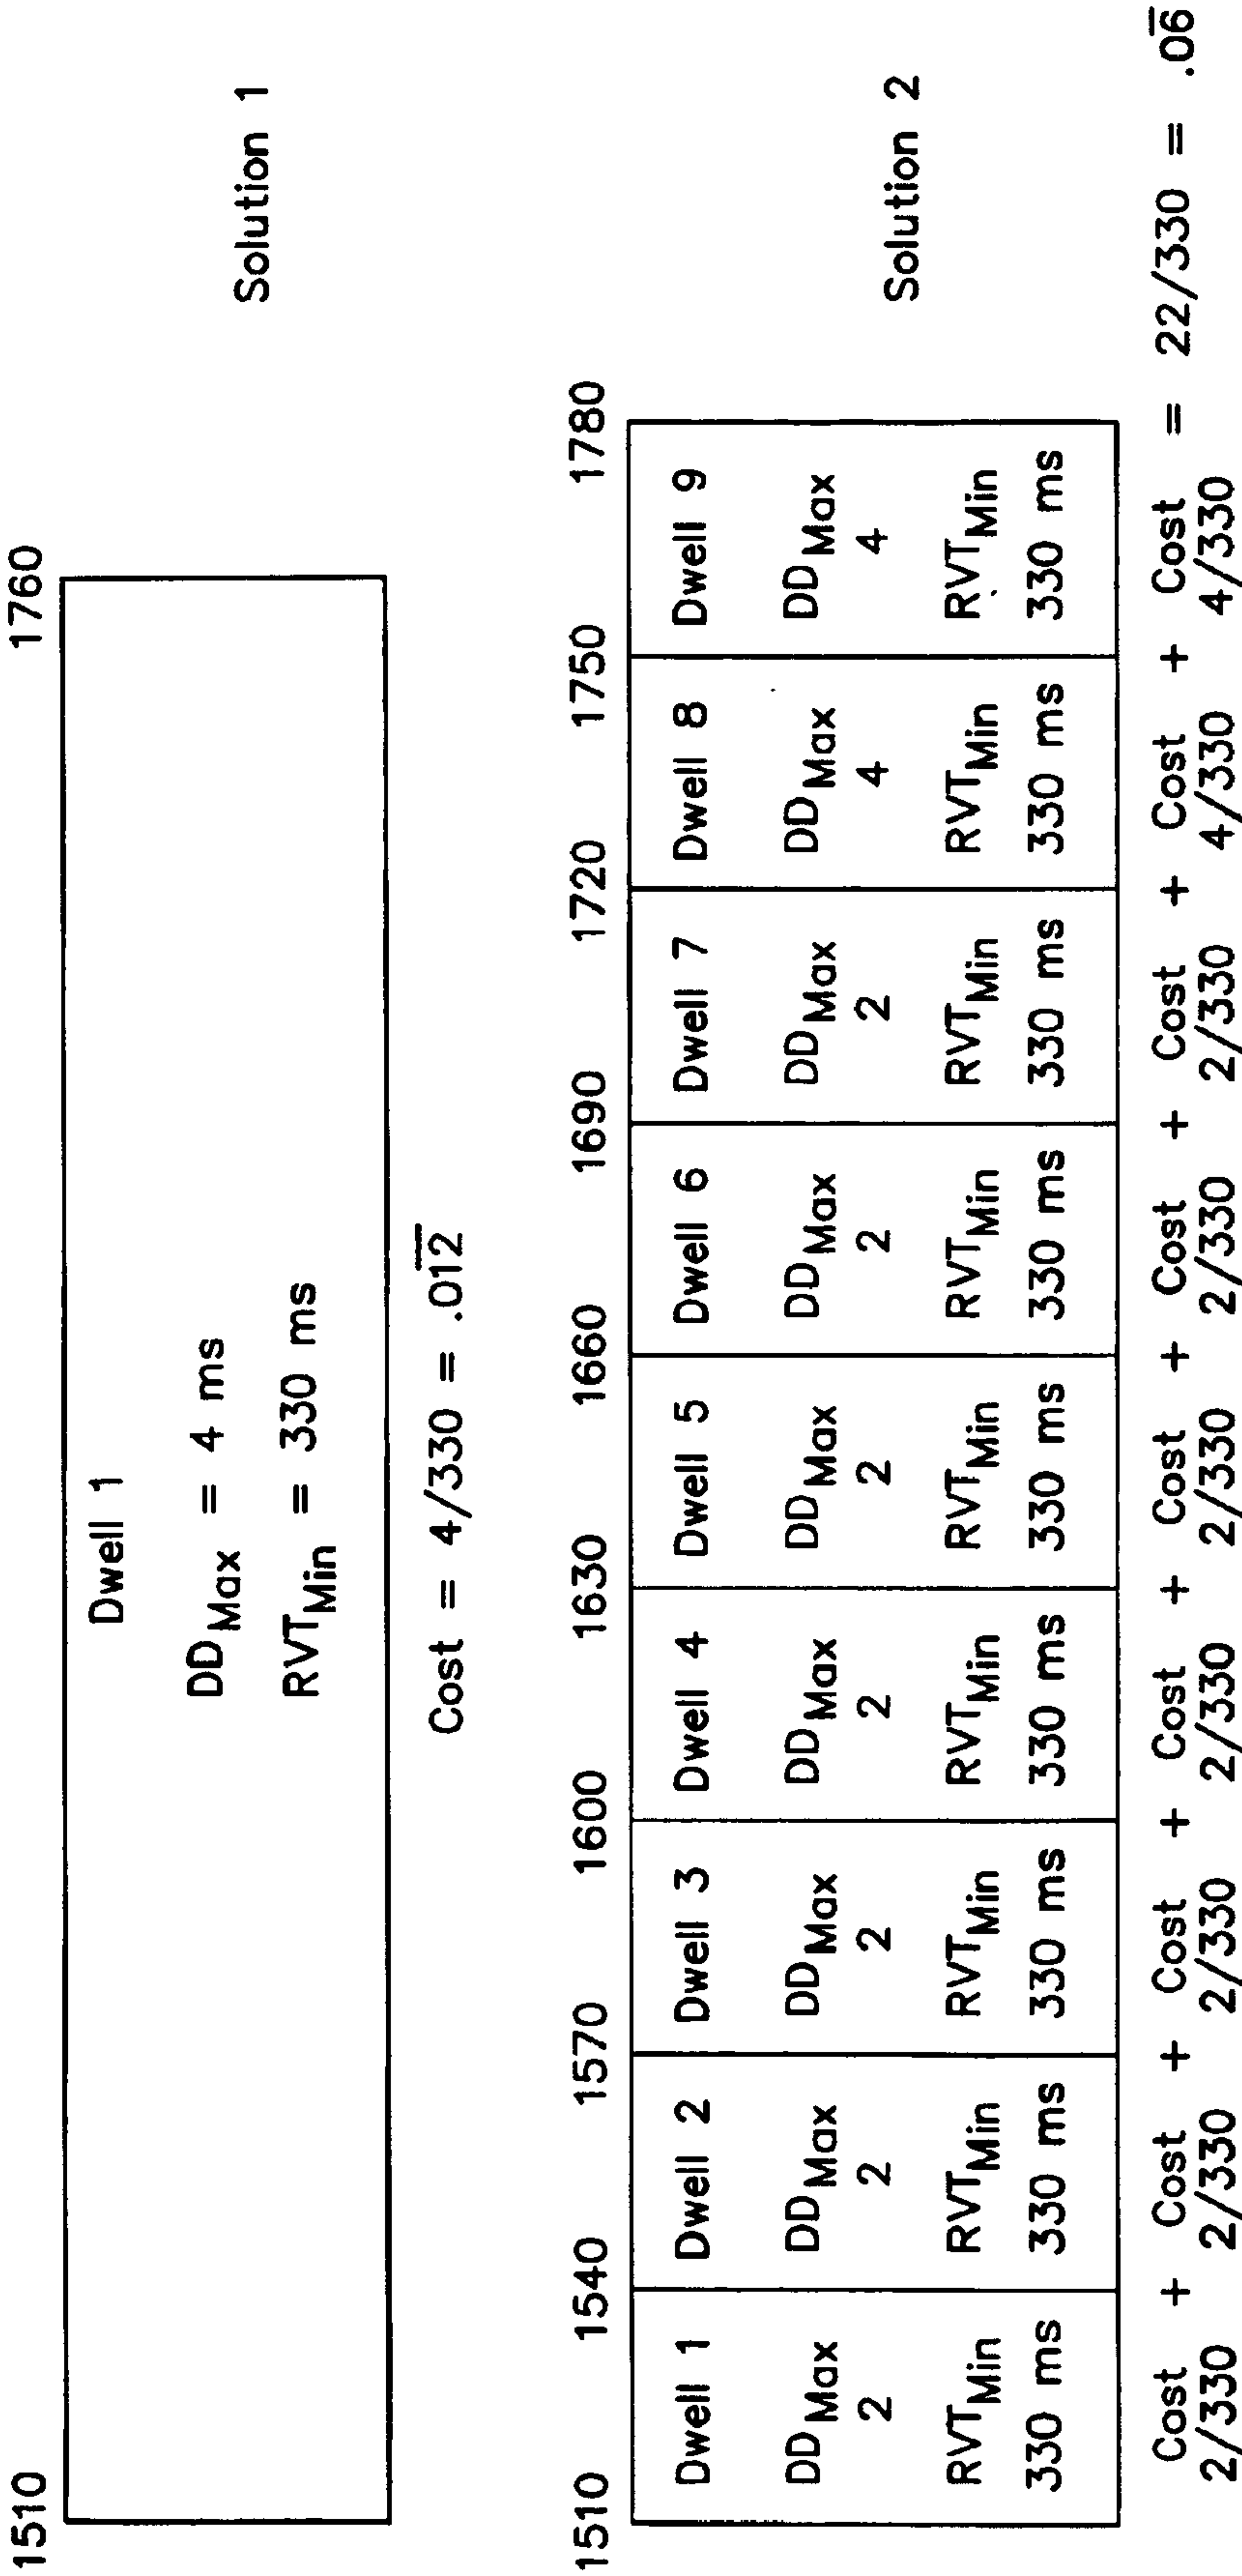 1510 1760
Dwell 1
DD_Max = 4 ms
RVT_Min = 330 ms
Solution 1
Cost = 4/330 = .01̅2̅
1510 1540 1570 1600 1630 1660 1690 1720 1750 1780
Dwell 1 Dwell 2 Dwell 3 Dwell 4 Dwell 5 Dwell 6 Dwell 7 Dwell 8 Dwell 9
DD_Max DD_Max DD_Max DD_Max DD_Max DD_Max DD_Max DD_Max DD_Max
2 2 2 2 2 2 2 4 4
Solution 2
RVT_Min RVT_Min RVT_Min RVT_Min RVT_Min RVT_Min RVT_Min RVT_Min RVT_Min
330 ms 330 ms 330 ms 330 ms 330 ms 330 ms 330 ms 330 ms 330 ms
Cost + Cost + Cost + Cost + Cost + Cost + Cost + Cost + Cost = 22/330 = .06̅
2/330 2/330 2/330 2/330 2/330 2/330 2/330 4/330 4/330